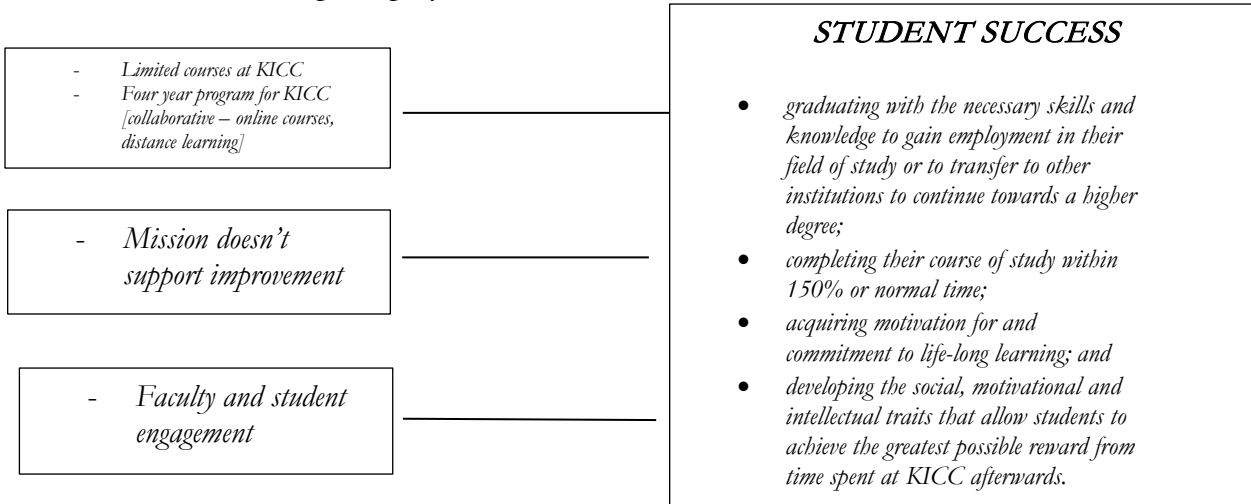 - Limited courses at KICC
- Four year program for KICC
[collaborative – online courses,
distance learning]
- Mission doesn't
support improvement
- Faculty and student
engagement
STUDENT SUCCESS
• graduating with the necessary skills and
knowledge to gain employment in their
field of study or to transfer to other
institutions to continue towards a higher
degree;
• completing their course of study within
150% or normal time;
• acquiring motivation for and
commitment to life-long learning; and
• developing the social, motivational and
intellectual traits that allow students to
achieve the greatest possible reward from
time spent at KICC afterwards.